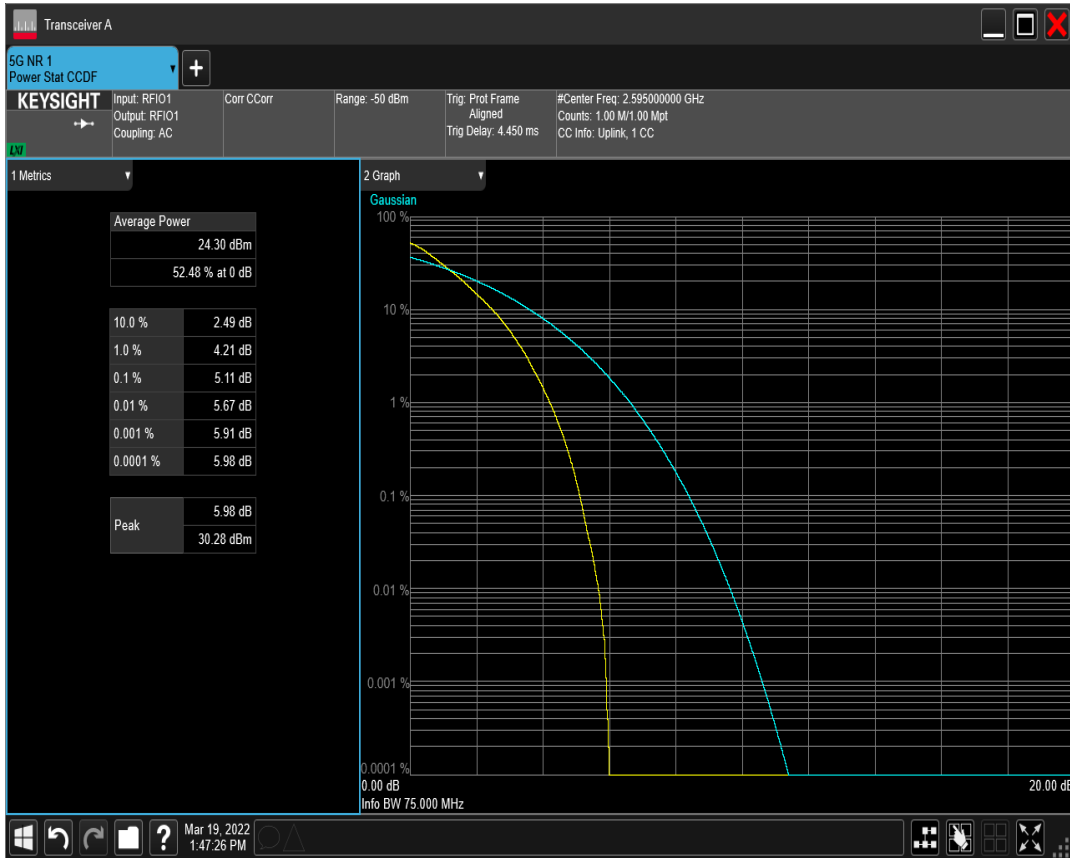 Transceiver A
5G NR 1
Power Stat CCDF
KEYSIGHT
LXI
Input: RFIO1
Output: RFIO1
Coupling: AC
Corr CCorr
Range: -50 dBm
Trig: Prot Frame
Aligned
Trig Delay: 4.450 ms
#Center Freq: 2.595000000 GHz
Counts: 1.00 M/1.00 Mpt
CC Info: Uplink, 1 CC
1 Metrics
Average Power
24.30 dBm
52.48 % at 0 dB
10.0 % 2.49 dB
1.0 % 4.21 dB
0.1 % 5.11 dB
0.01 % 5.67 dB
0.001 % 5.91 dB
0.0001 % 5.98 dB
Peak
5.98 dB
30.28 dBm
2 Graph
Gaussian
100 %
10 %
1 %
0.1 %
0.01 %
0.001 %
0.0001 %
0.00 dB
20.00 dB
Info BW 75.000 MHz
?
Mar 19, 2022
1:47:26 PM